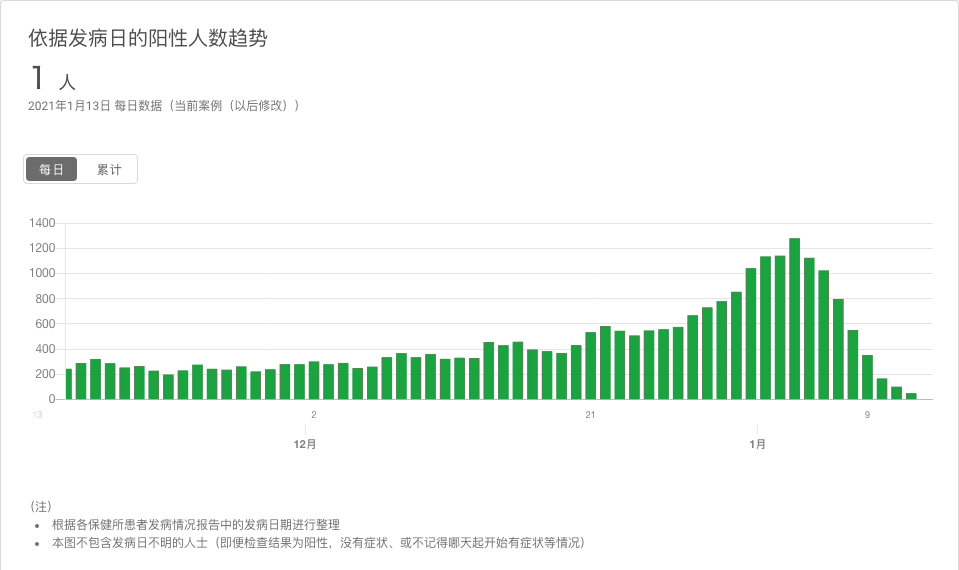 依据发病日的阳性人数趋势
1 人
2021年1月13日 每日数据（当前案例（以后修改））
每日 累计
1400
1200
1000
800
600
400
200
0
13 2 21 9
12月 1月
（注）
• 根据各保健所患者发病情况报告中的发病日期进行整理
• 本图不包含发病日不明的人士（即便检查结果为阳性，没有症状、或不记得哪天起开始有症状等情况）